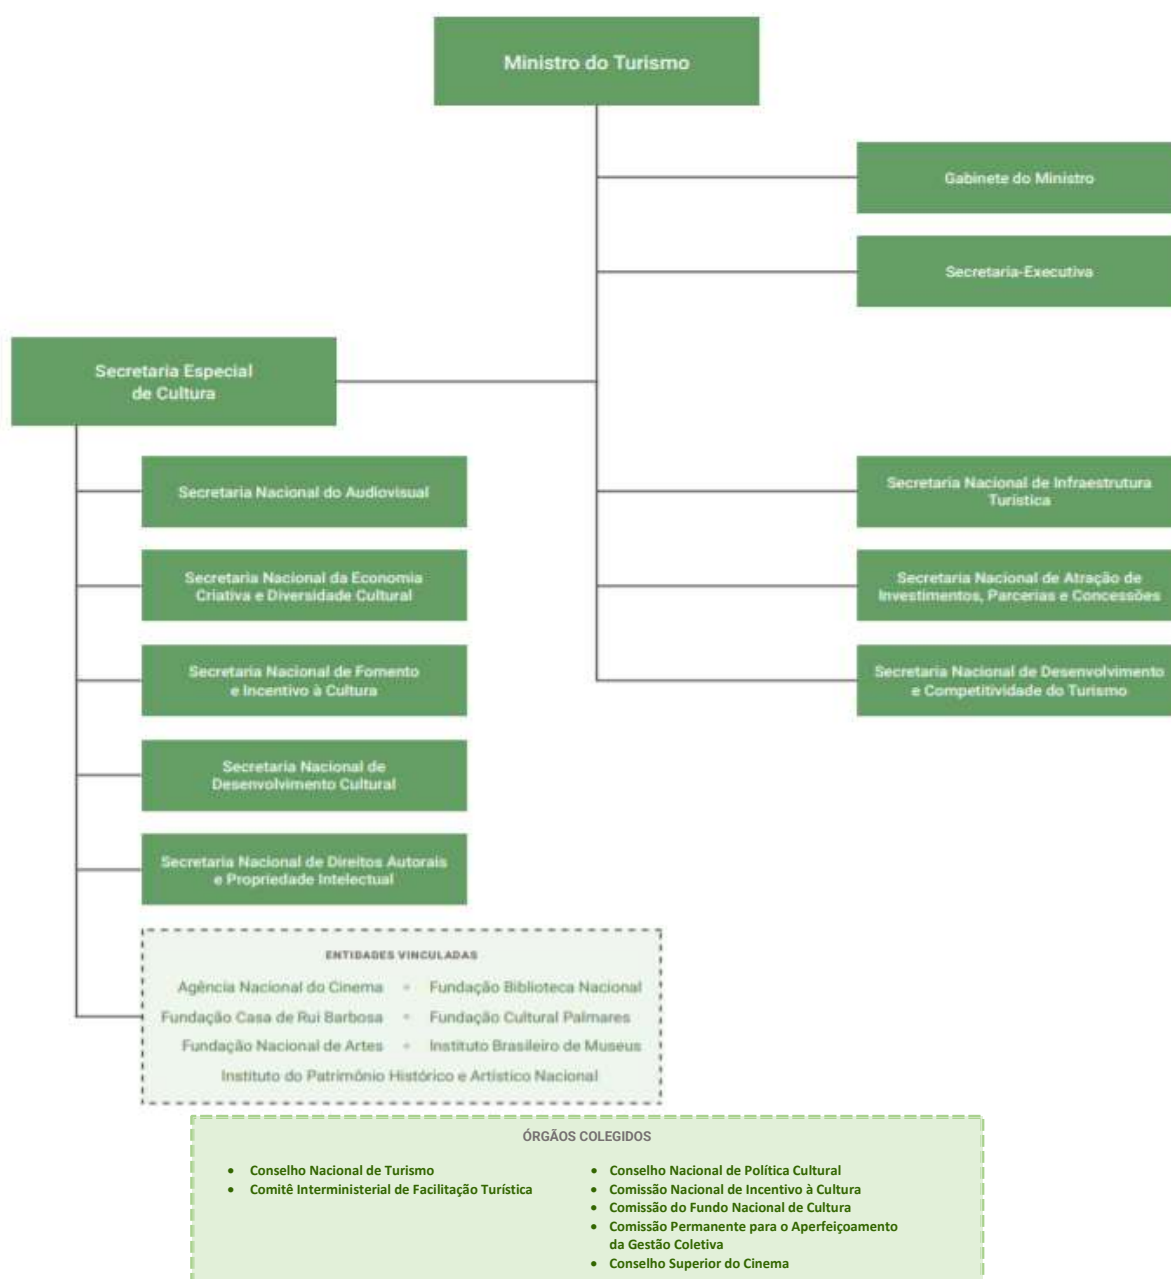 Ministro do Turismo
Gabinete do Ministro
Secretaria-Executiva
Secretaria Especial
de Cultura
Secretaria Nacional do Audiovisual
Secretaria Nacional da Economia
Criativa e Diversidade Cultural
Secretaria Nacional de Fomento
e Incentivo à Cultura
Secretaria Nacional de
Desenvolvimento Cultural
Secretaria Nacional de Direitos Autorais
e Propriedade Intelectual
Secretaria Nacional de Infraestrutura
Turística
Secretaria Nacional de Atração de
Investimentos, Parcerias e Concessões
Secretaria Nacional de Desenvolvimento
e Competitividade do Turismo
ENTIDADES VINCULADAS
Agência Nacional do Cinema • Fundação Biblioteca Nacional
Fundação Casa de Rui Barbosa • Fundação Cultural Palmares
Fundação Nacional de Artes • Instituto Brasileiro de Museus
Instituto do Patrimônio Histórico e Artístico Nacional
ÓRGÃOS COLEGIDOS
• Conselho Nacional de Turismo
• Comitê Interministerial de Facilitação Turística
• Conselho Nacional de Política Cultural
• Comissão Nacional de Incentivo à Cultura
• Comissão do Fundo Nacional de Cultura
• Comissão Permanente para o Aperfeiçoamento
da Gestão Coletiva
• Conselho Superior do Cinema